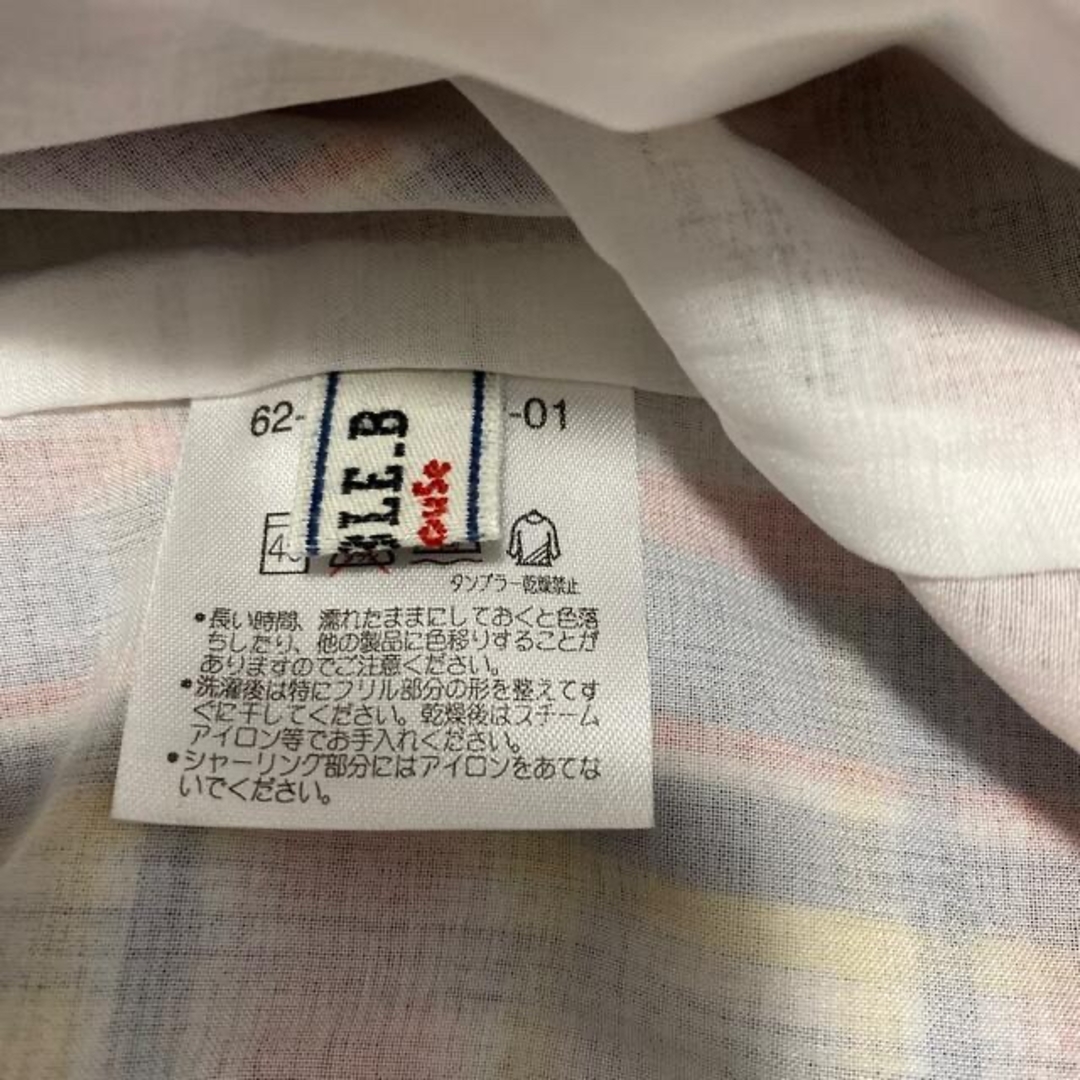 62-
-01
BLE.B
ouse
タンブラー乾燥禁止
•長い時間、濡れたままにしておくと色落
ちしたり、他の製品に色移りすることが
ありますのでご注意ください。
•洗濯後は特にフリル部分の形を整えてす
ぐに干してください。乾燥後はスチーム
アイロン等でお手入れください。
•シャーリング部分にはアイロンをあてな
いでください。